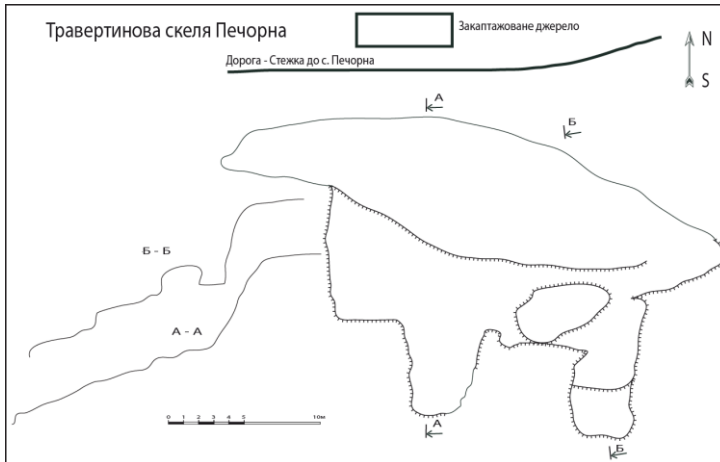 Травертинова скеля Печорна
Закаптажоване джерело
Дорога - Стежка до с. Печорна
N
S
А
Б
Б - Б
А - А
0 1 2 3 4 5 10м
А
Б